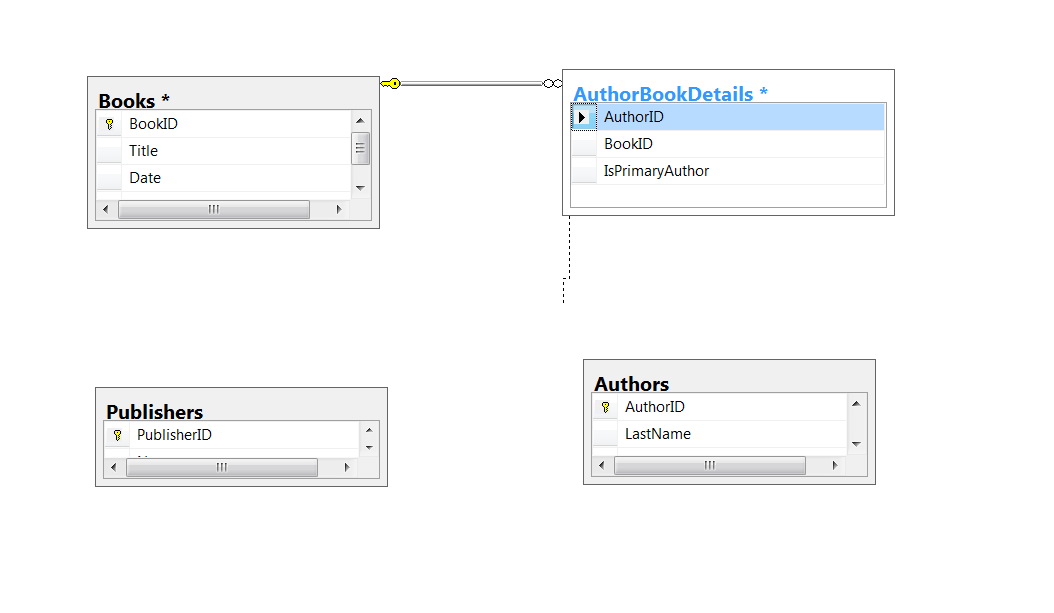 Books *
BookID
Title
Date
AuthorBookDetails *
AuthorID
BookID
IsPrimaryAuthor
Publishers
PublisherID
Authors
AuthorID
LastName